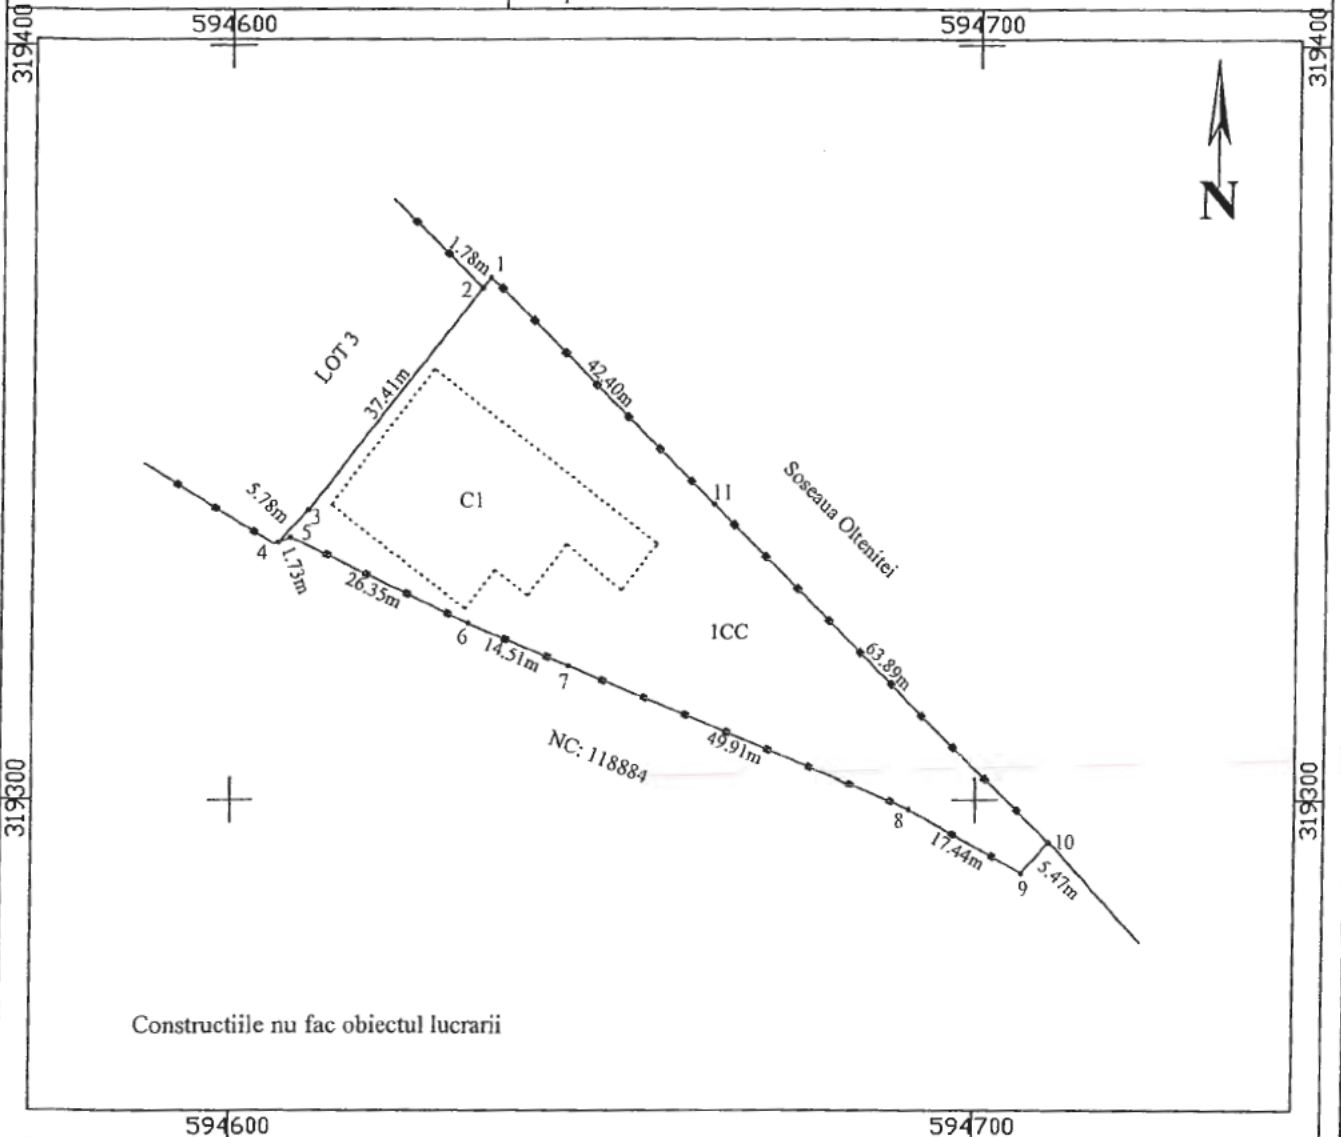 594600
594700
319400
319400
N
1.78m
1
2
LOT 3
37.41m
42.40m
C1
11
Soseaua Oltenitei
5.78m
3
5
4
1.73m
26.35m
6
14.51m
7
1CC
63.89m
NC: 118884
49.91m
319300
319300
8
17.44m
10
9
5.47m
Constructiile nu fac obiectul lucrarii
594600
594700